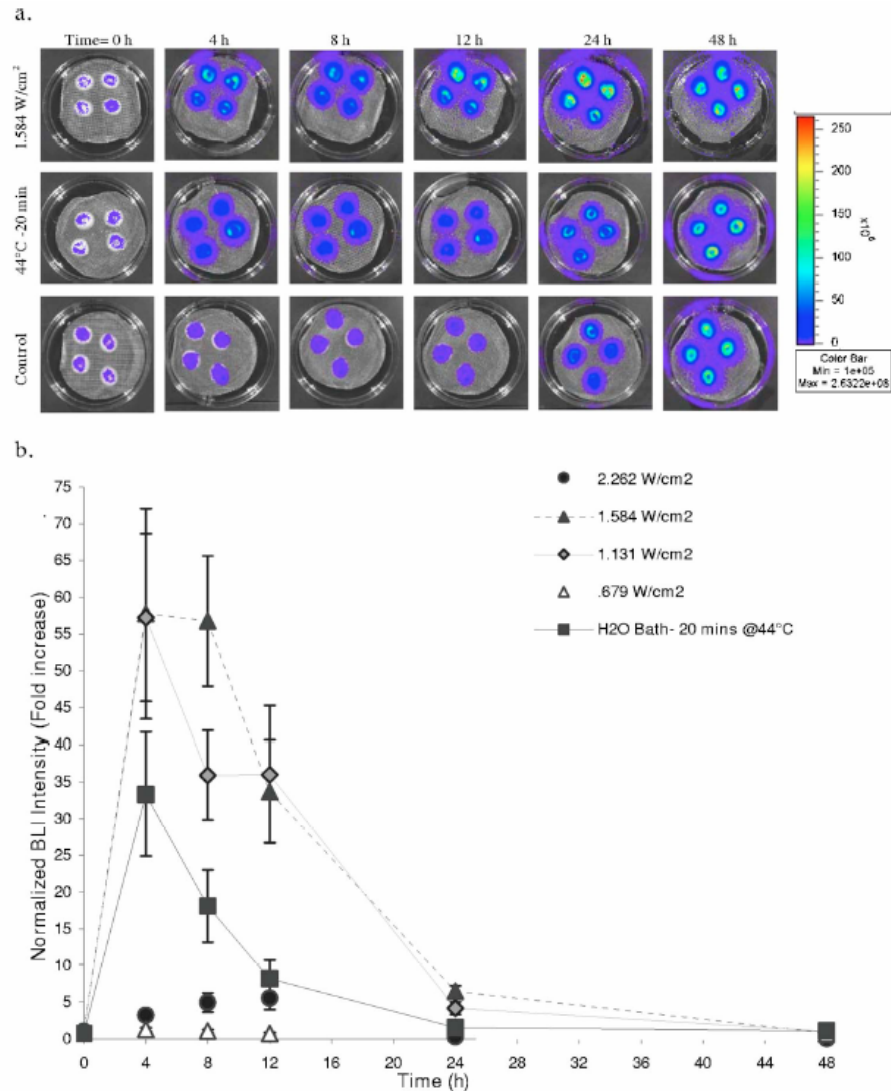 a.
Time= 0 h 4 h 8 h 12 h 24 h 48 h
1.584 W/cm²
44°C -20 min
Control
250
200
150
100
50
0
x10⁶
Color Bar
Min = 1e+05
Max = 2.6322e+08
b.
Normalized BLI Intensity (Fold increase)
75
70
65
60
55
50
45
40
35
30
25
20
15
10
5
0
2.262 W/cm2
1.584 W/cm2
1.131 W/cm2
.679 W/cm2
H2O Bath- 20 mins @44°C
0 4 8 12 16 20 24 28 32 36 40 44 48
Time (h)